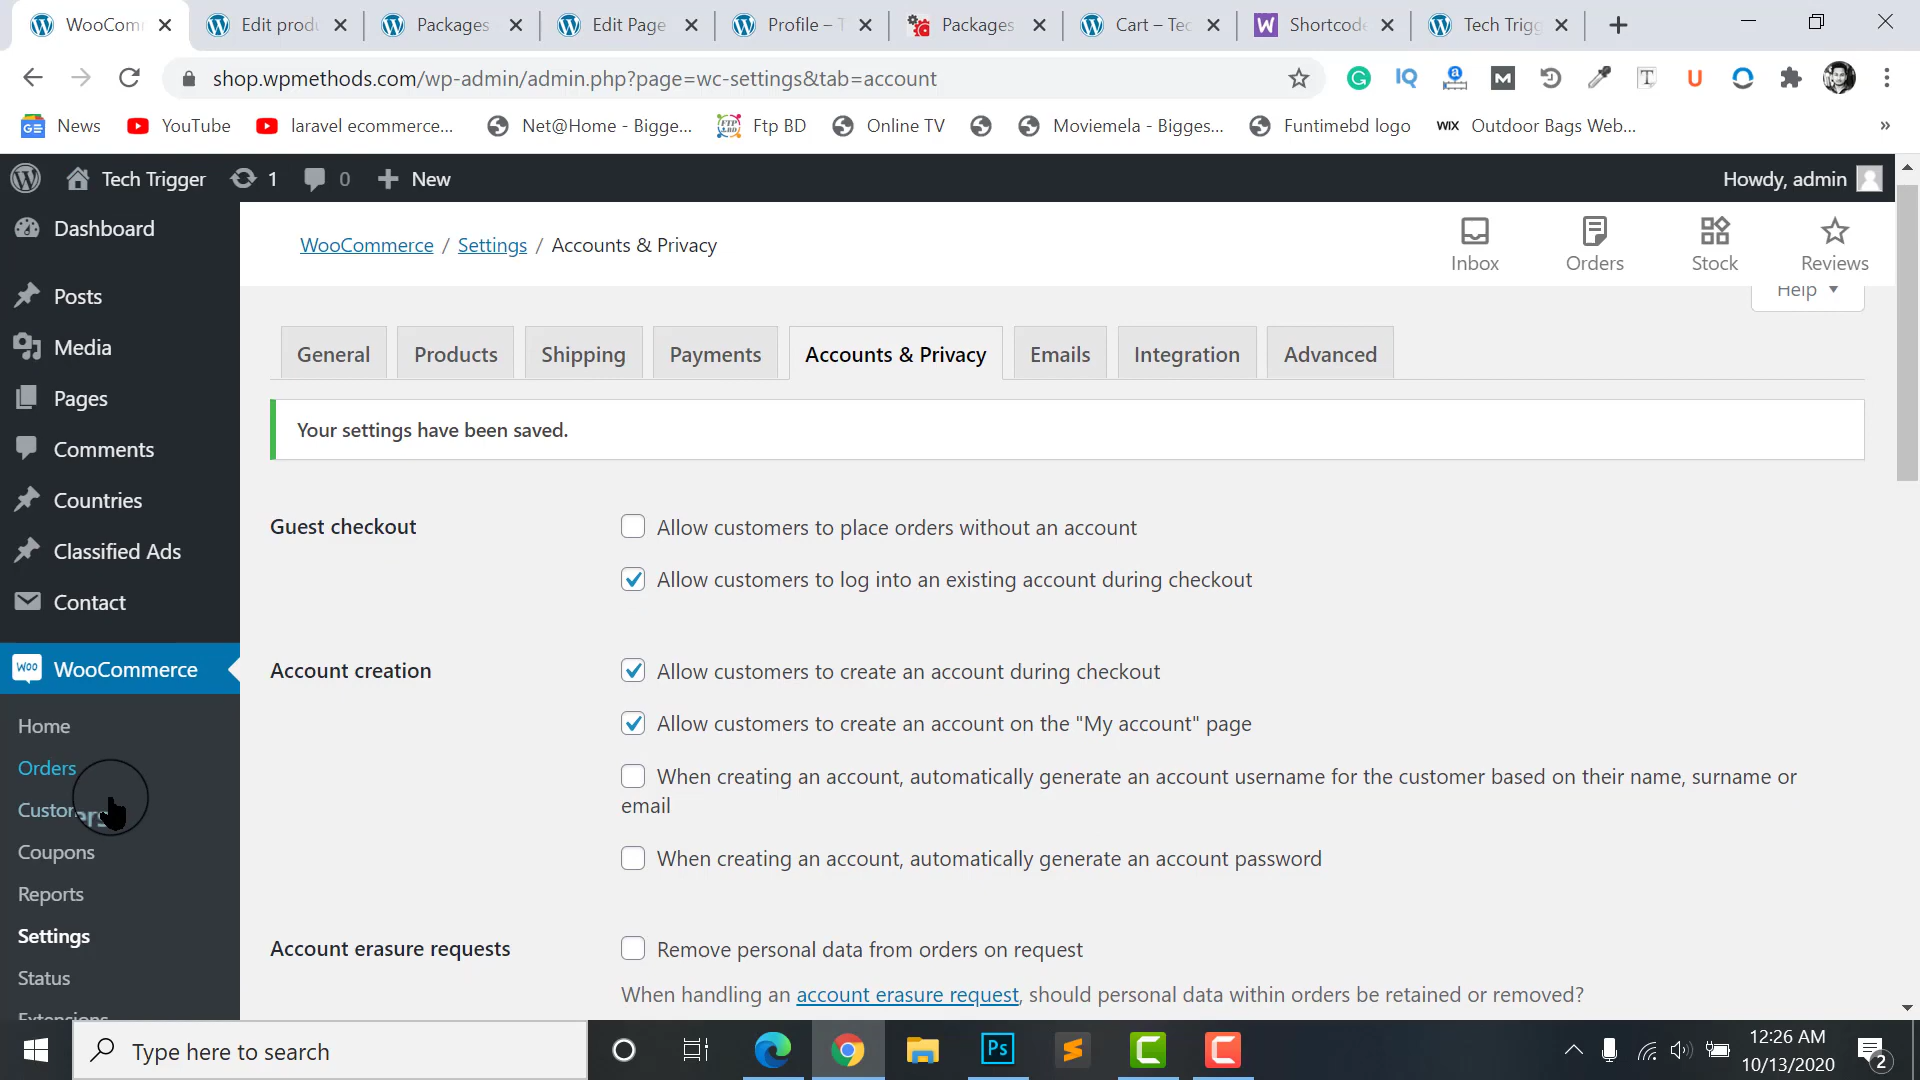 WooComm
Edit produ
Packages
Edit Page
Profile – T
Packages
Cart – Tec
Shortcode
Tech Trigg
shop.wpmethods.com/wp-admin/admin.php?page=wc-settings&tab=account
News
YouTube
laravel ecommerce...
Net@Home - Bigge...
Ftp BD
Online TV
Moviemela - Bigges...
Funtimebd logo
WIX Outdoor Bags Web...
»
Tech Trigger
1
0
New
Howdy, admin
Dashboard
Posts
Media
Pages
Comments
Countries
Classified Ads
Contact
WooCommerce
Home
Orders
Customers
Coupons
Reports
Settings
Status
Extensions
WooCommerce / Settings / Accounts & Privacy
Inbox
Orders
Stock
Reviews
Help
General
Products
Shipping
Payments
Accounts & Privacy
Emails
Integration
Advanced
Your settings have been saved.
Guest checkout
Allow customers to place orders without an account
Allow customers to log into an existing account during checkout
Account creation
Allow customers to create an account during checkout
Allow customers to create an account on the "My account" page
When creating an account, automatically generate an account username for the customer based on their name, surname or
email
When creating an account, automatically generate an account password
Account erasure requests
Remove personal data from orders on request
When handling an account erasure request, should personal data within orders be retained or removed?
Type here to search
Ps
12:26 AM
10/13/2020
2